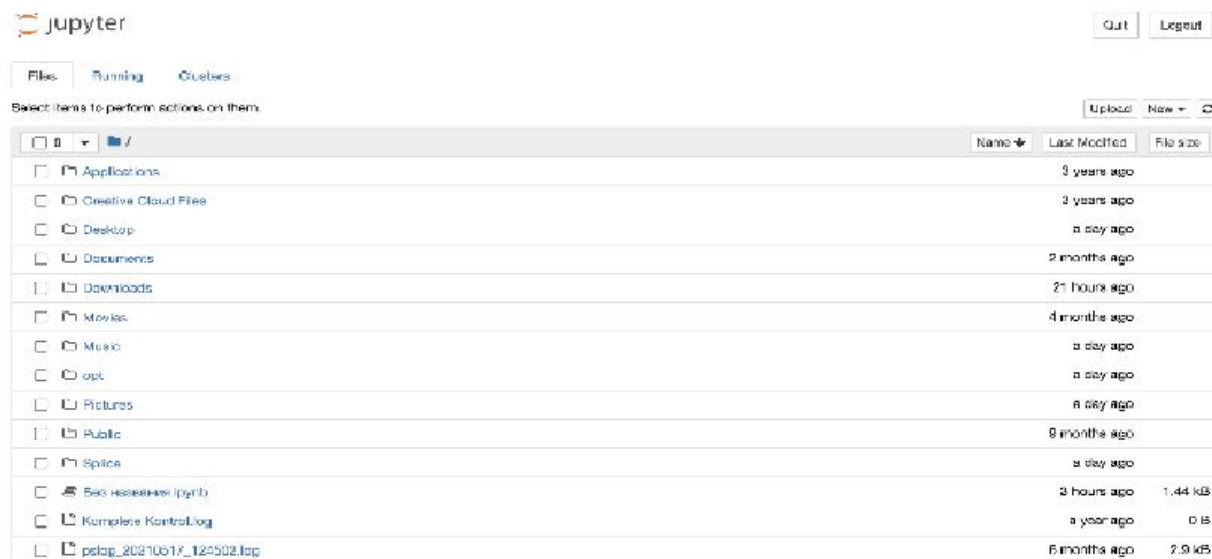 jupyter
Quit Logout
Files Running Clusters
Select items to perform actions on them.
Upload New
0 / Name Last Modified File size
Applications 3 years ago
Creative Cloud Files 3 years ago
Desktop a day ago
Documents 2 months ago
Downloads 21 hours ago
Movies 4 months ago
Music a day ago
opt a day ago
Pictures a day ago
Public 9 months ago
Splice a day ago
Без названия.ipynb 3 hours ago 1.44 kB
Komplete Kontrol.log a year ago 0 B
pslog_20210517_124502.log 6 months ago 2.9 kB